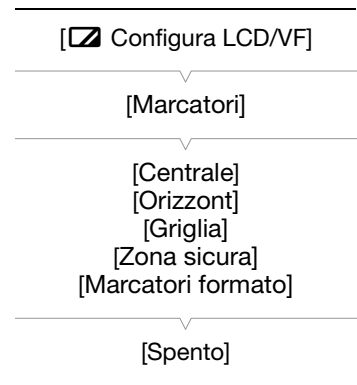 [ Configura LCD/VF]
[Marcatori]
[Centrale]
[Orizzont]
[Griglia]
[Zona sicura]
[Marcatori formato]
[Spento]